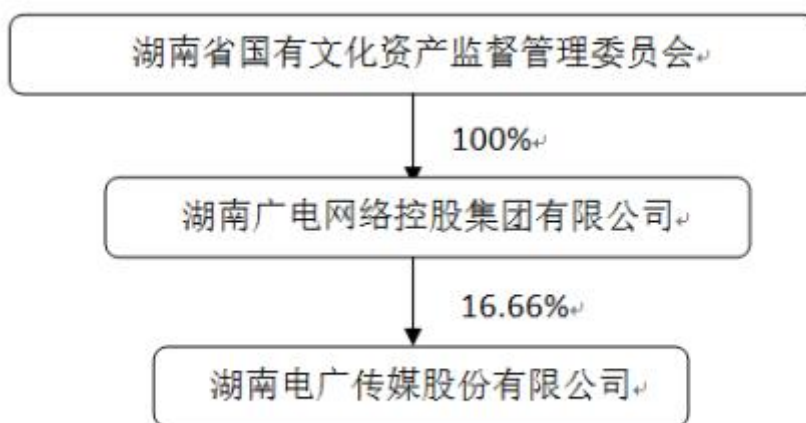 湖南省国有文化资产监督管理委员会
100%
湖南广电网络控股集团有限公司
16.66%
湖南电广传媒股份有限公司